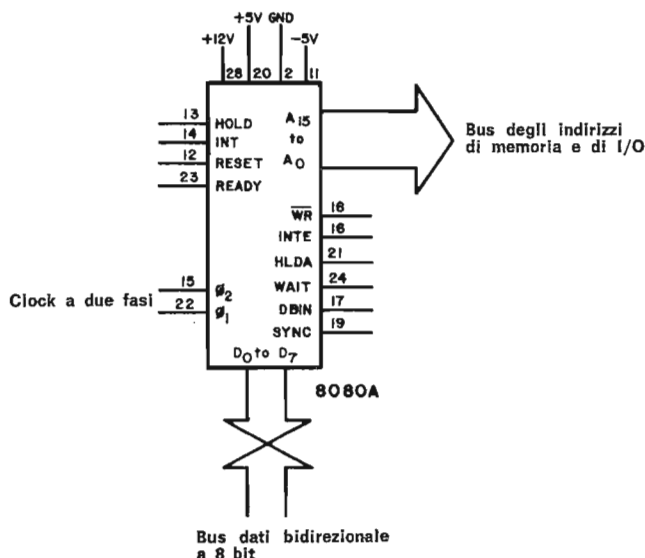 +5V GND
+12V -5V
28 20 2 11
13 HOLD
14 INT
12 RESET
23 READY
A15
to
A0
Bus degli indirizzi
di memoria e di I/O
WR 18
INTE 16
HLDA 21
WAIT 24
DBIN 17
SYNC 19
Clock a due fasi
15 ø2
22 ø1
D0 to D7
8080A
Bus dati bidirezionale
a 8 bit